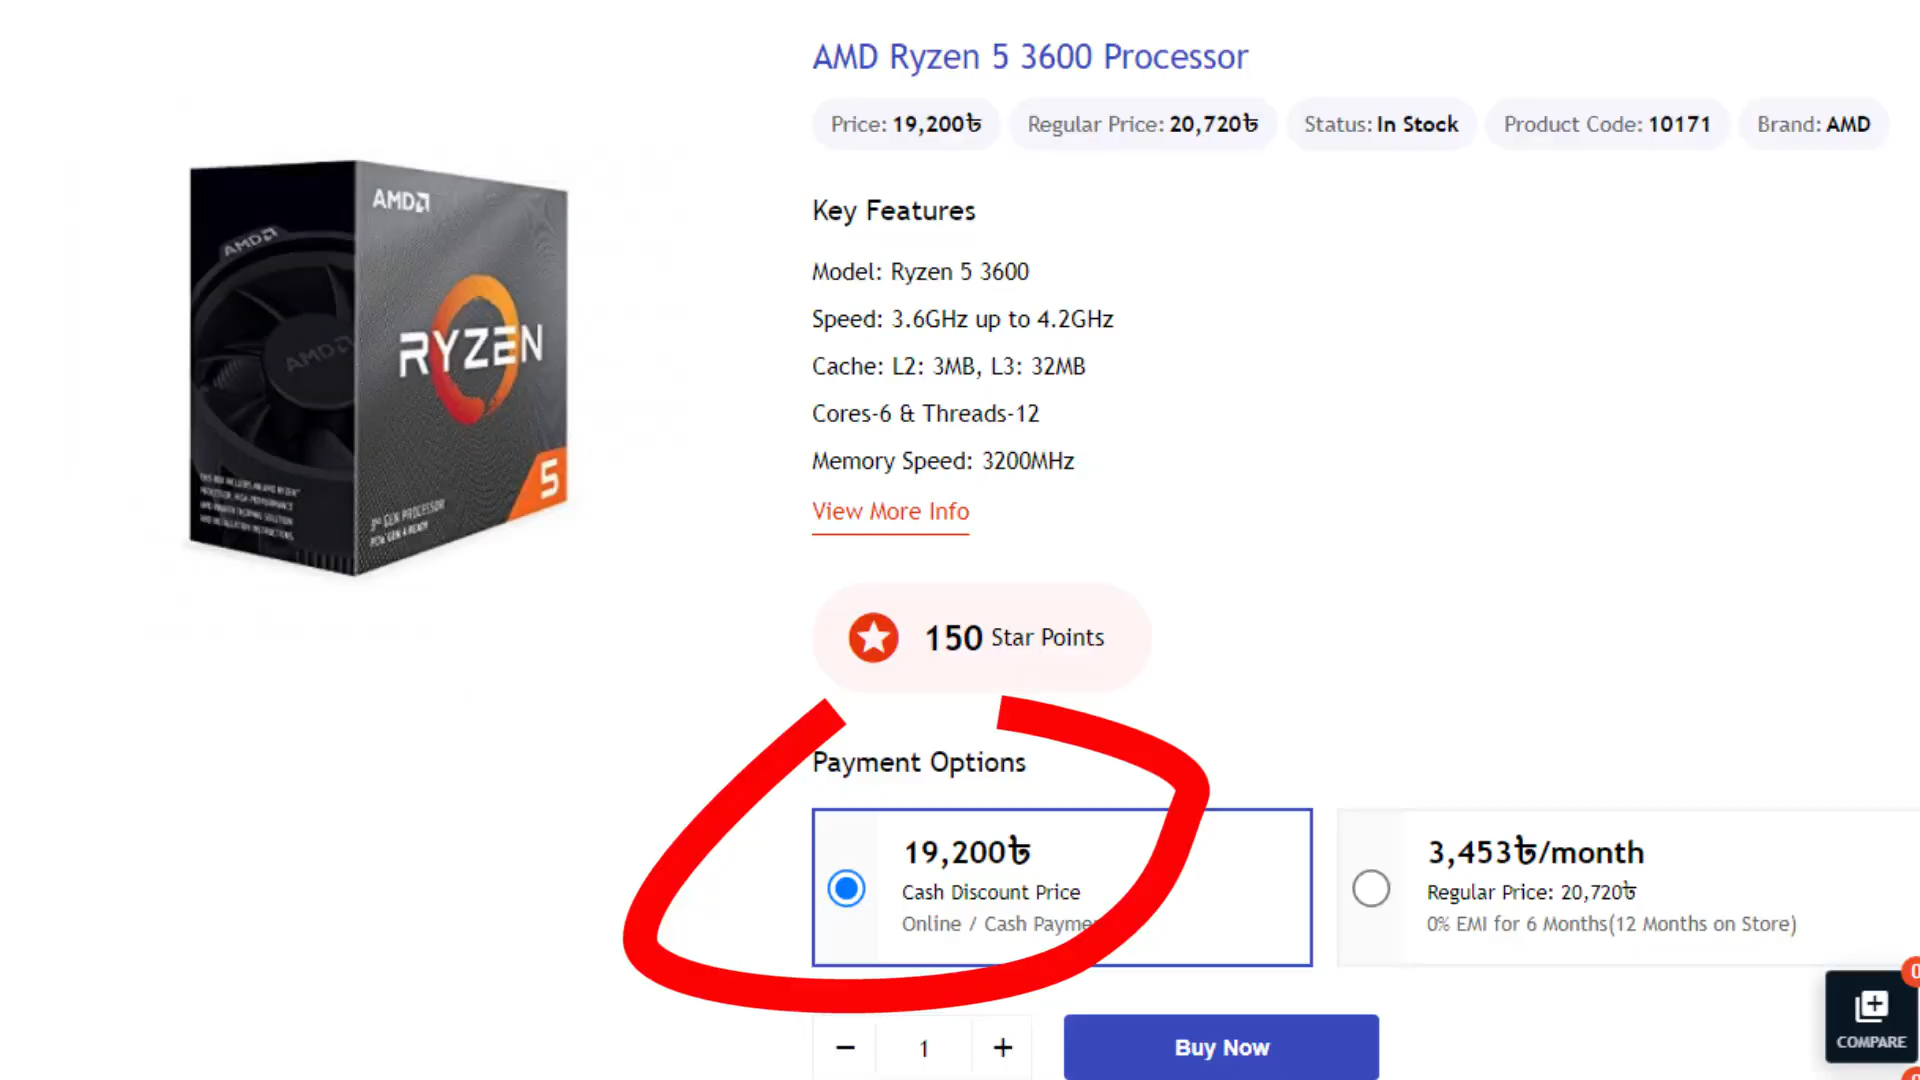 AMD Ryzen 5 3600 Processor
Price: 19,200৳ Regular Price: 20,720৳ Status: In Stock Product Code: 10171 Brand: AMD
Key Features
Model: Ryzen 5 3600
Speed: 3.6GHz up to 4.2GHz
Cache: L2: 3MB, L3: 32MB
Cores-6 & Threads-12
Memory Speed: 3200MHz
View More Info
150 Star Points
Payment Options
19,200৳
Cash Discount Price
Online / Cash Payme
3,453৳/month
Regular Price: 20,720৳
0% EMI for 6 Months(12 Months on Store)
1
Buy Now
0
COMPARE
AMD
AMD
AMD
RYZEN
5
3rd GEN PROCESSOR